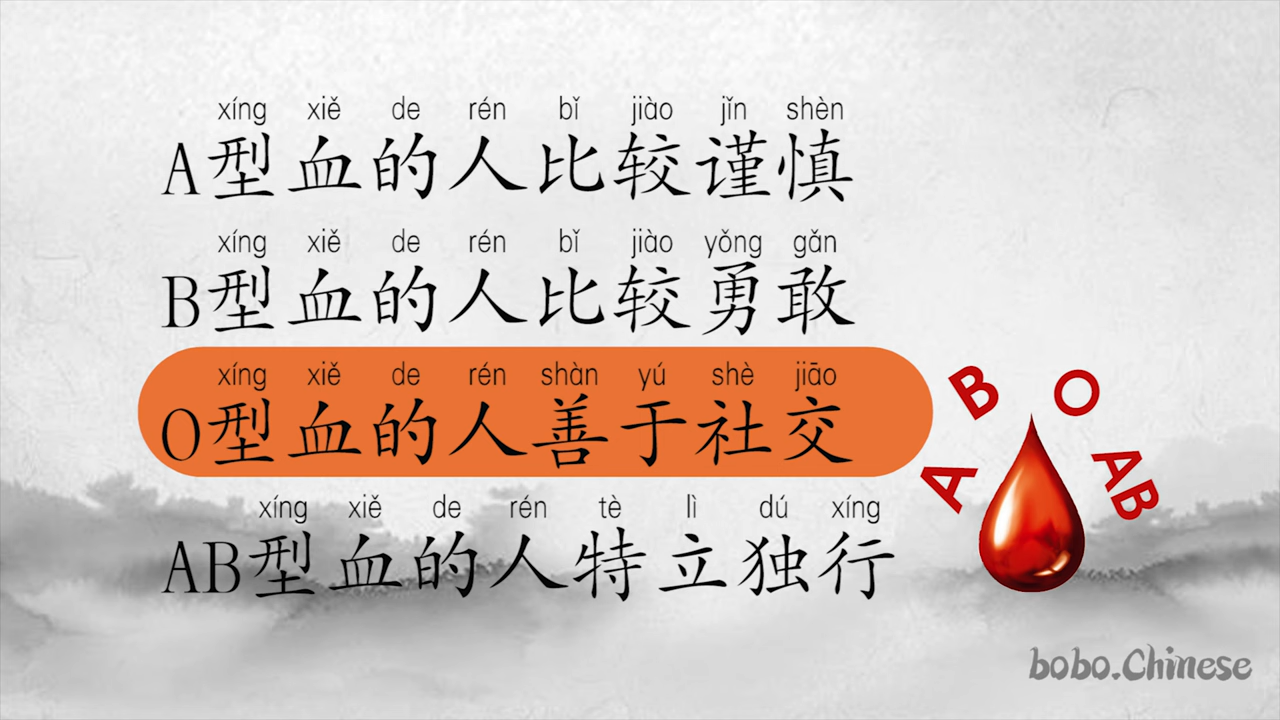 xíng xiě de rén bǐ jiào jǐn shèn
A型血的人比较谨慎
xíng xiě de rén bǐ jiào yǒng gǎn
B型血的人比较勇敢
xíng xiě de rén shàn yú shè jiāo
O型血的人善于社交
xíng xiě de rén tè lì dú xíng
AB型血的人特立独行
A B O AB
bobo.Chinese